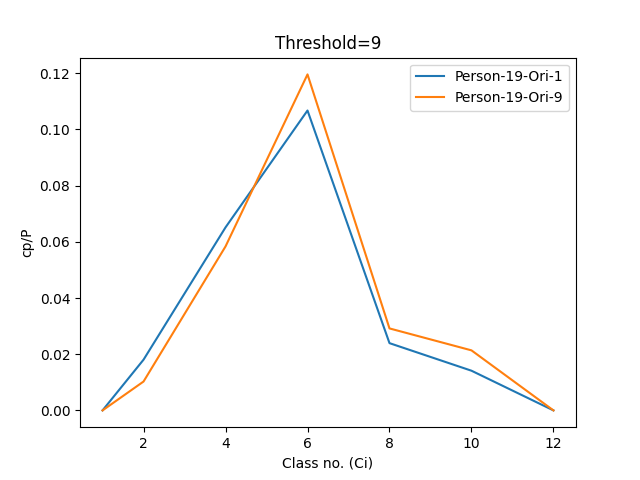 Threshold=9
Person-19-Ori-1
Person-19-Ori-9
0.12
0.10
0.08
0.06
0.04
0.02
0.00
cp/P
2 4 6 8 10 12
Class no. (Ci)